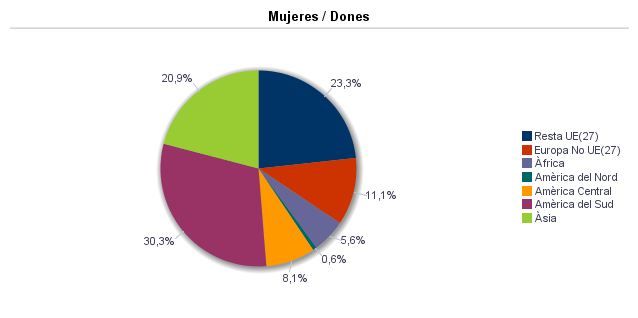 Mujeres / Dones
20,9%
23,3%
11,1%
5,6%
0,6%
8,1%
30,3%
Resta UE(27)
Europa No UE(27)
Àfrica
Amèrica del Nord
Amèrica Central
Amèrica del Sud
Àsia